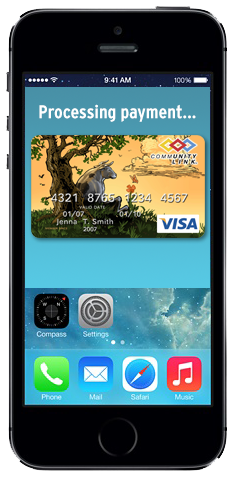 9:41 AM 100%
Processing payment...
COMMUNITY
LINK
4321 8765 1234 4567
VALID DATE
01/07 04/10
Jenna T. Smith
2007
VISA
Compass Settings
Phone Mail Safari Music